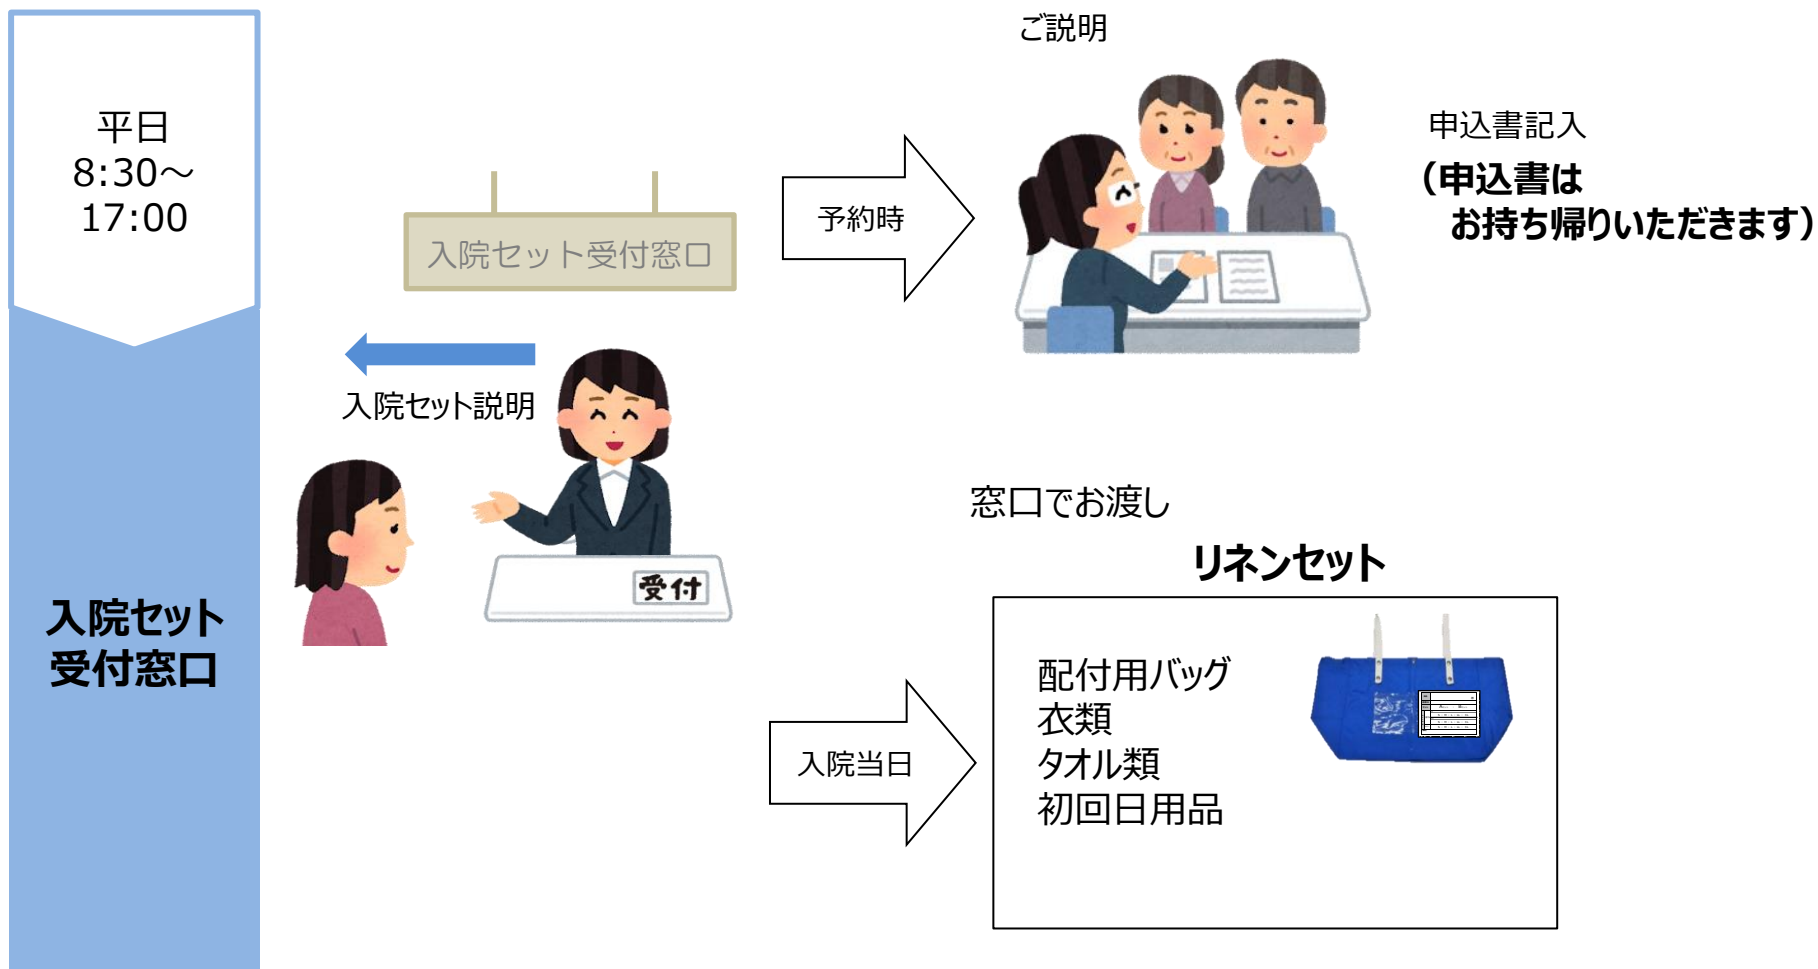 平日
8:30～
17:00
入院セット
受付窓口
入院セット受付窓口
入院セット説明
受付
予約時
ご説明
申込書記入
（申込書は
お持ち帰りいただきます）
入院当日
窓口でお渡し
リネンセット
配付用バッグ
衣類
タオル類
初回日用品